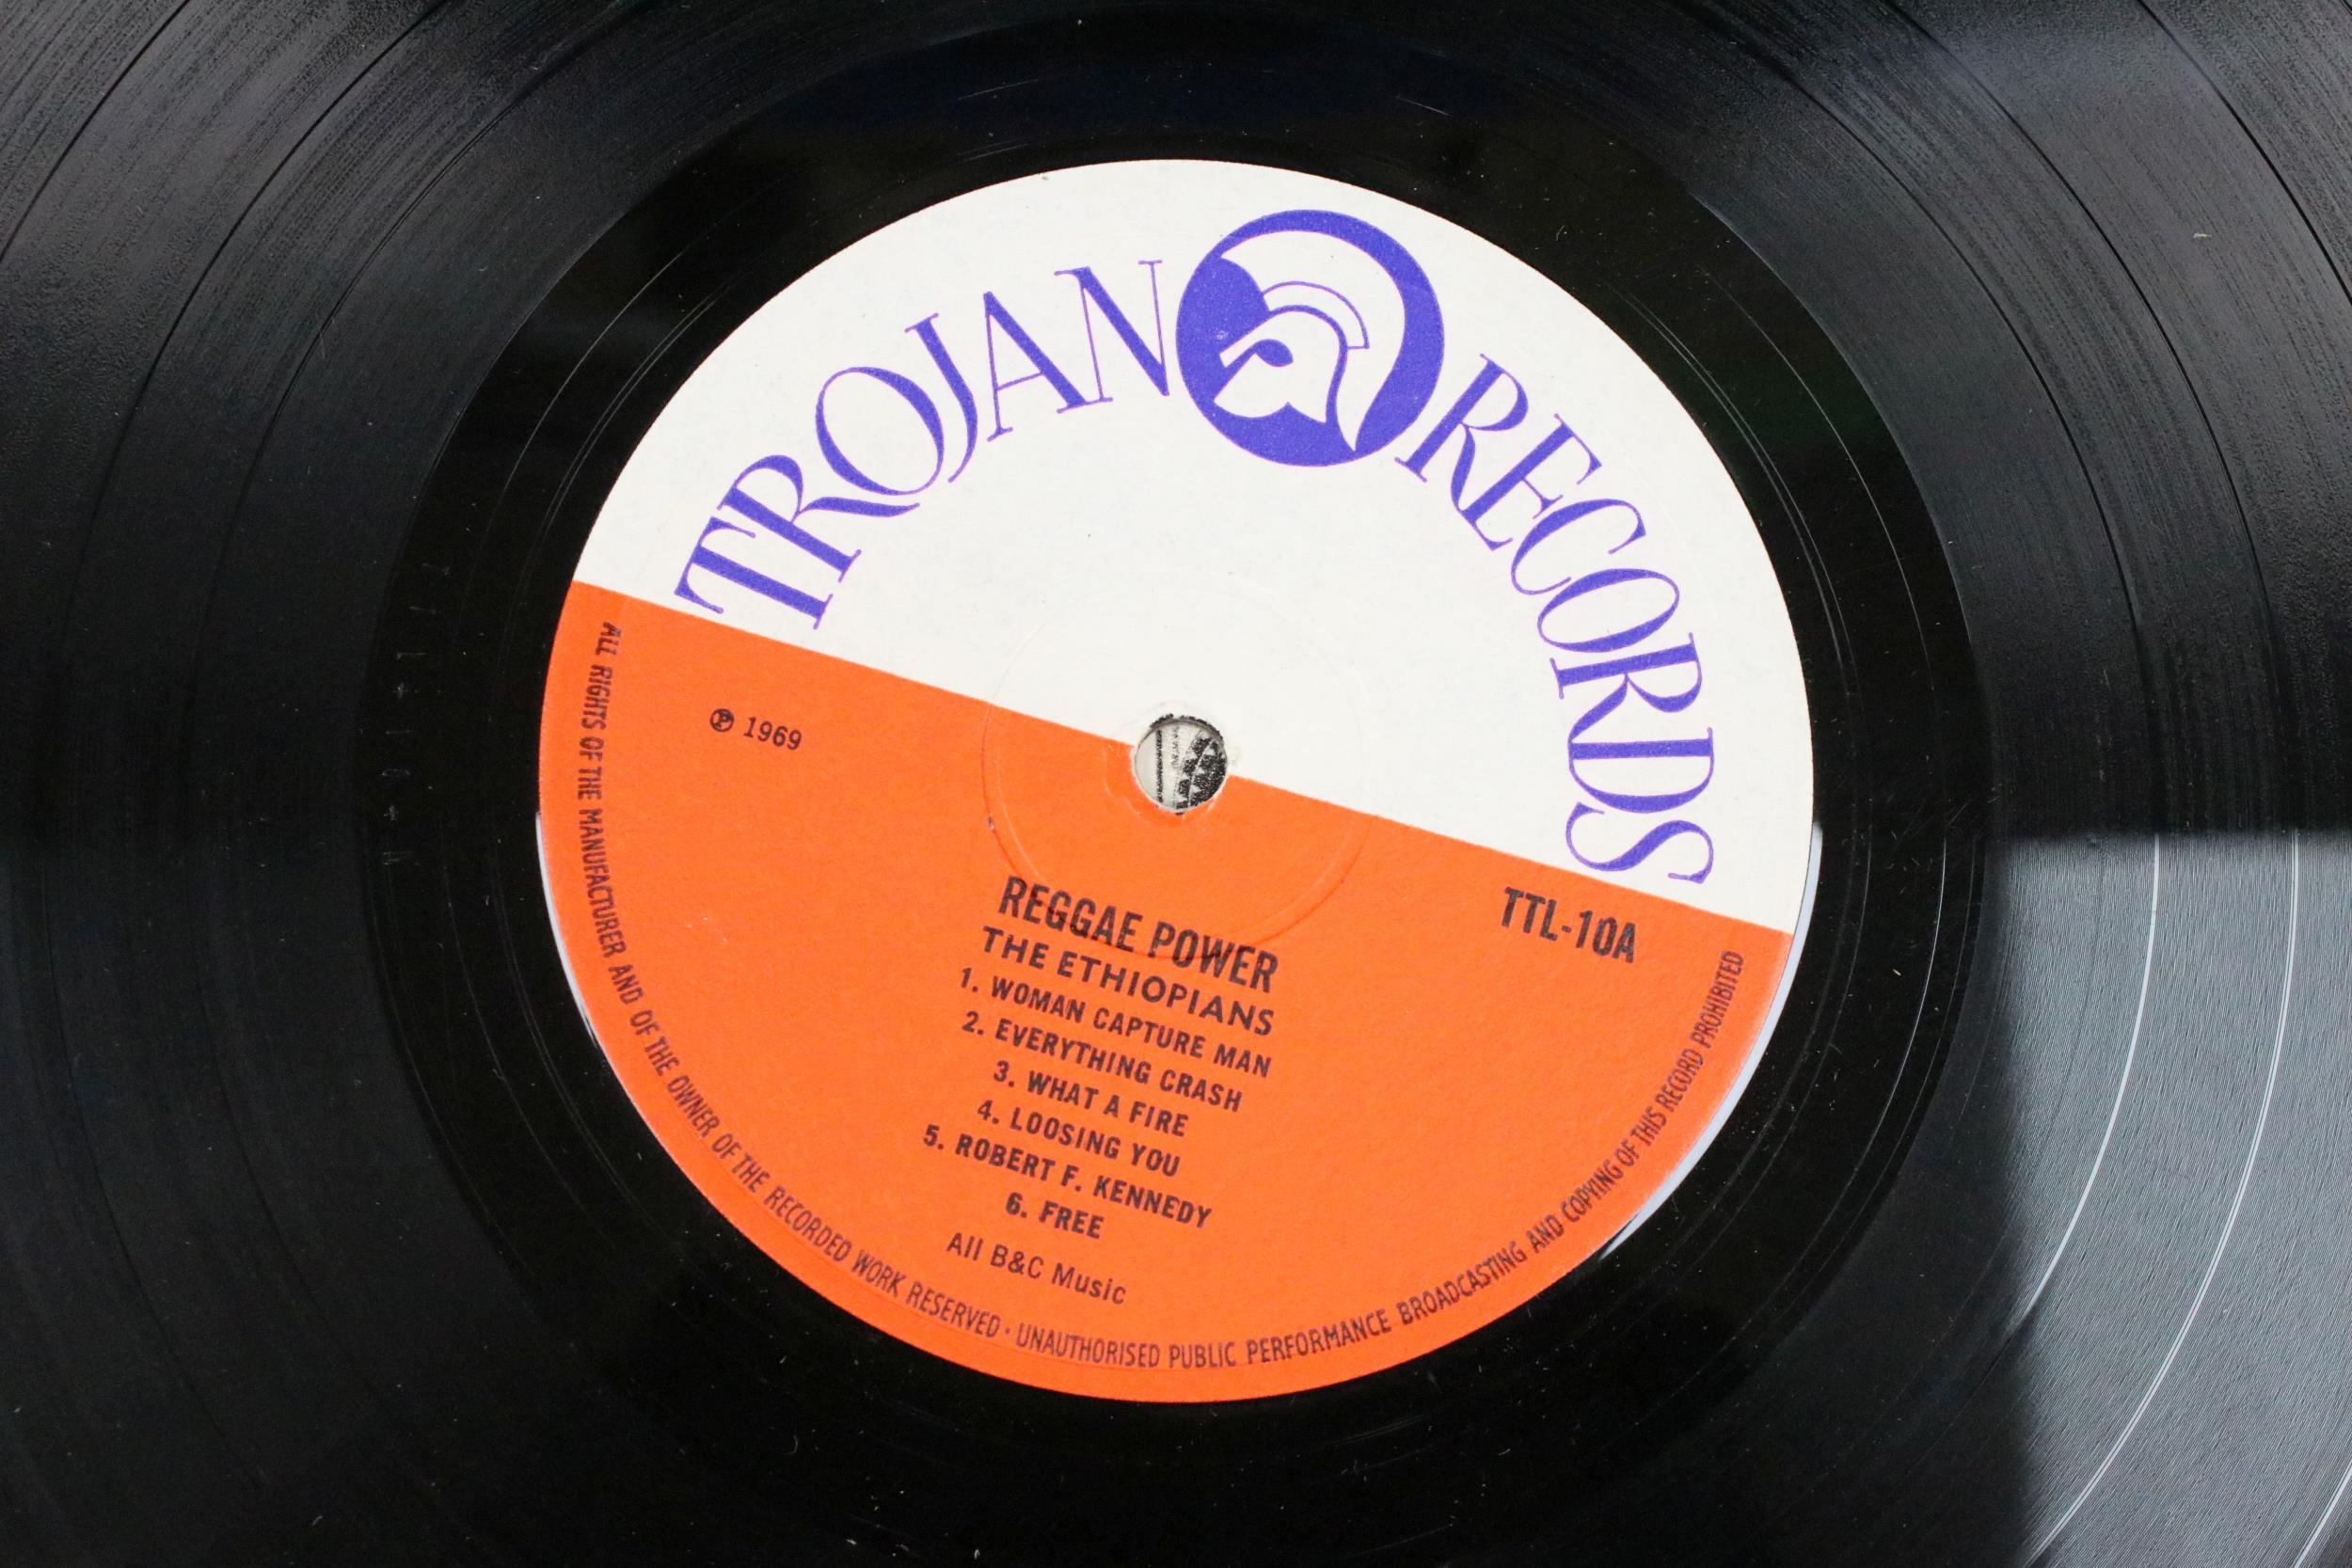 TROJAN RECORDS
℗ 1969
TTL-10A
REGGAE POWER
THE ETHIOPIANS
1. WOMAN CAPTURE MAN
2. EVERYTHING CRASH
3. WHAT A FIRE
4. LOOSING YOU
5. ROBERT F. KENNEDY
6. FREE
All B&C Music
ALL RIGHTS OF THE MANUFACTURER AND OF THE OWNER OF THE RECORDED WORK RESERVED · UNAUTHORISED PUBLIC PERFORMANCE BROADCASTING AND COPYING OF THIS RECORD PROHIBITED